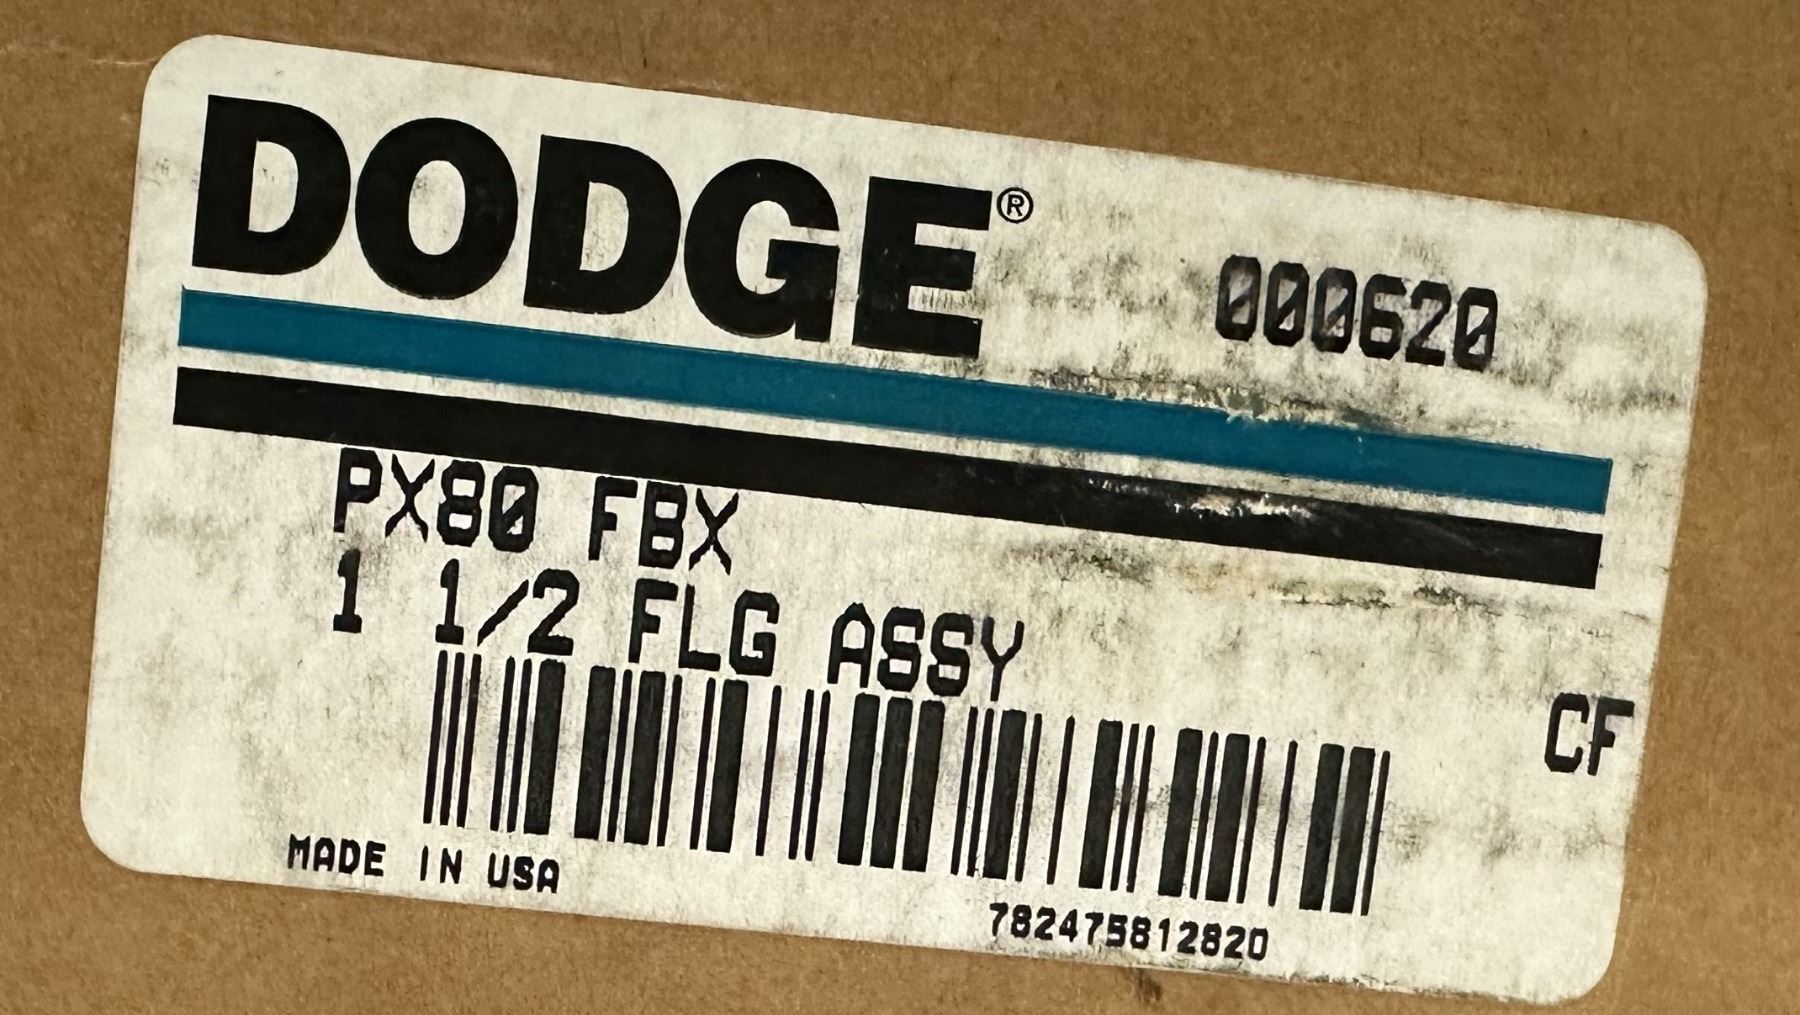 DODGE®
000620
PX80 FBX
1 1/2 FLG ASSY
CF
MADE IN USA
782475812820